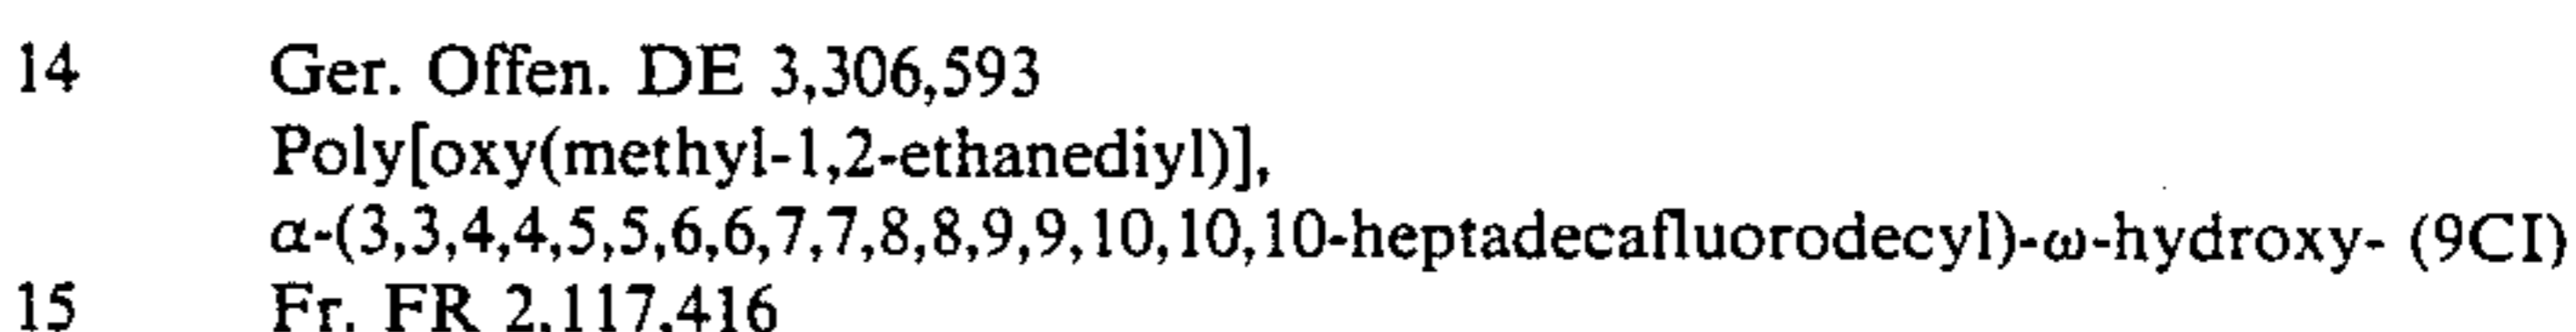 14 Ger. Offen. DE 3,306,593
Poly[oxy(methyl-1,2-ethanediyl)],
α-(3,3,4,4,5,5,6,6,7,7,8,8,9,9,10,10,10-heptadecafluorodecyl)-ω-hydroxy- (9CI)
15 Fr. FR 2,117,416